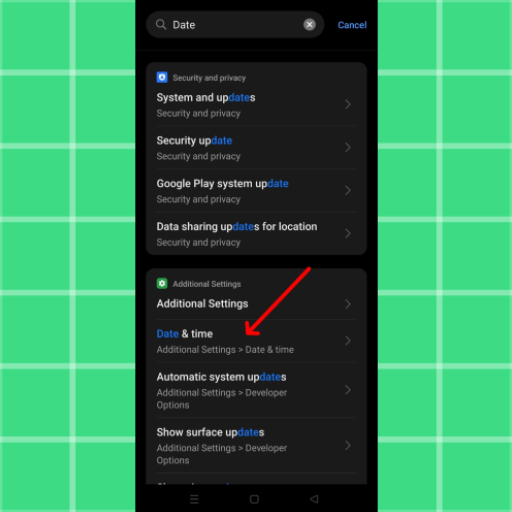 Date
Cancel
Security and privacy
System and updates
Security and privacy
Security update
Security and privacy
Google Play system update
Security and privacy
Data sharing updates for location
Security and privacy
Additional Settings
Additional Settings
Date & time
Additional Settings > Date & time
Automatic system updates
Additional Settings > Developer
Options
Show surface updates
Additional Settings > Developer
Options